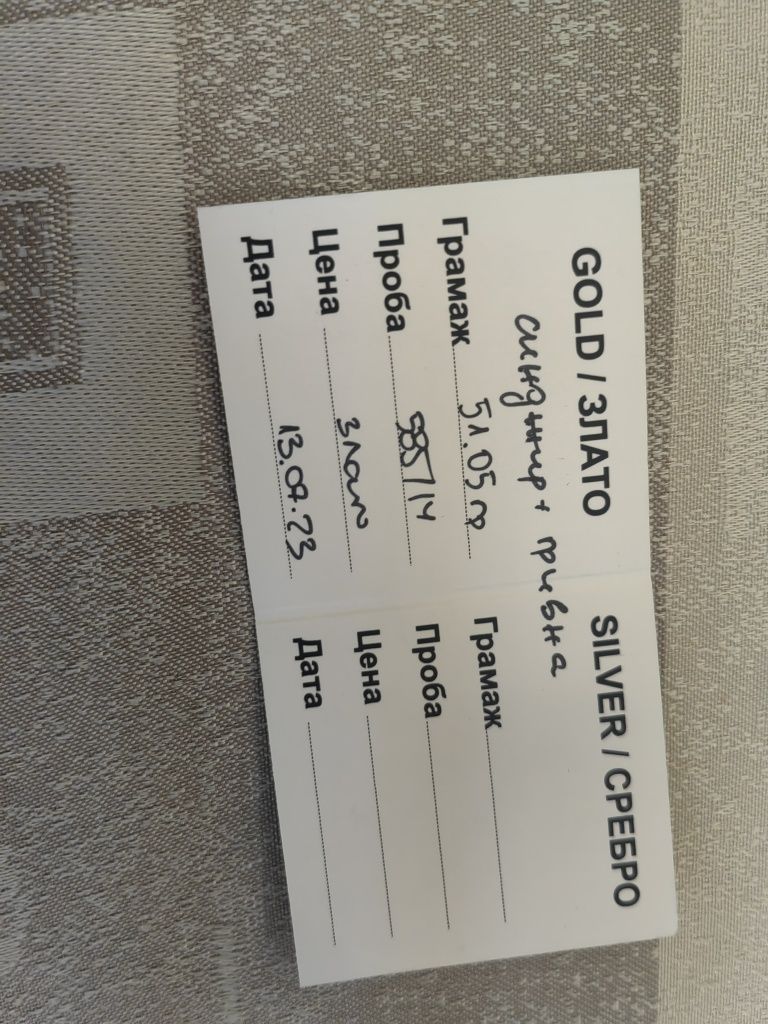 GOLD / ЗЛАТО
синджир + гривна
Грамаж 51.05 гр
Проба 585/14
Цена злато
Дата 13.07.23
SILVER / СРЕБРО
Грамаж
Проба
Цена
Дата